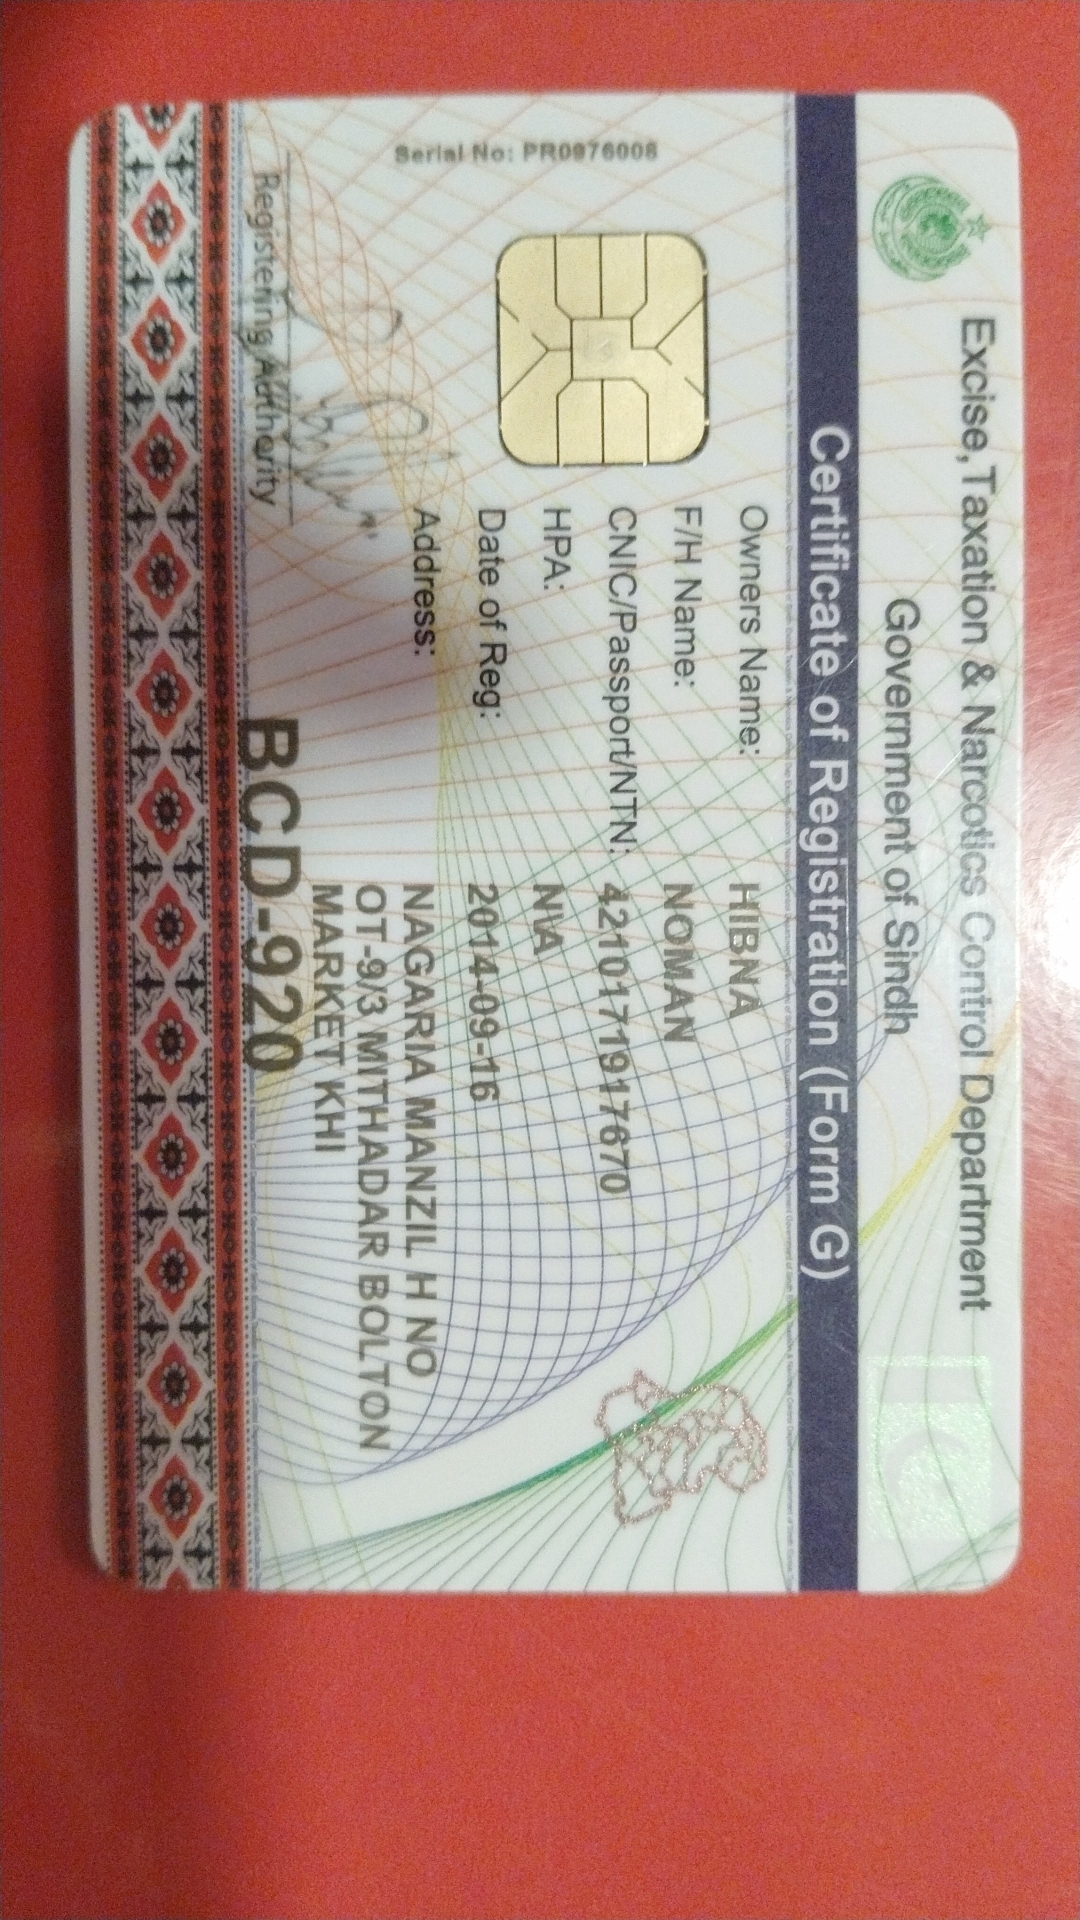 Excise,Taxation & Narcotics Control Department
Government of Sindh
Certificate of Registration (Form G)
Serial No: PR0976008
Owners Name: HIBNA
F/H Name: NOMAN
CNIC/Passport/NTN: 4210171917670
HPA: N\A
Date of Reg: 2014-09-16
Address: NAGARIA MANZIL H NO
OT-9/3 MITHADAR BOLTON
MARKET KHI
BCD-920
Registering Authority